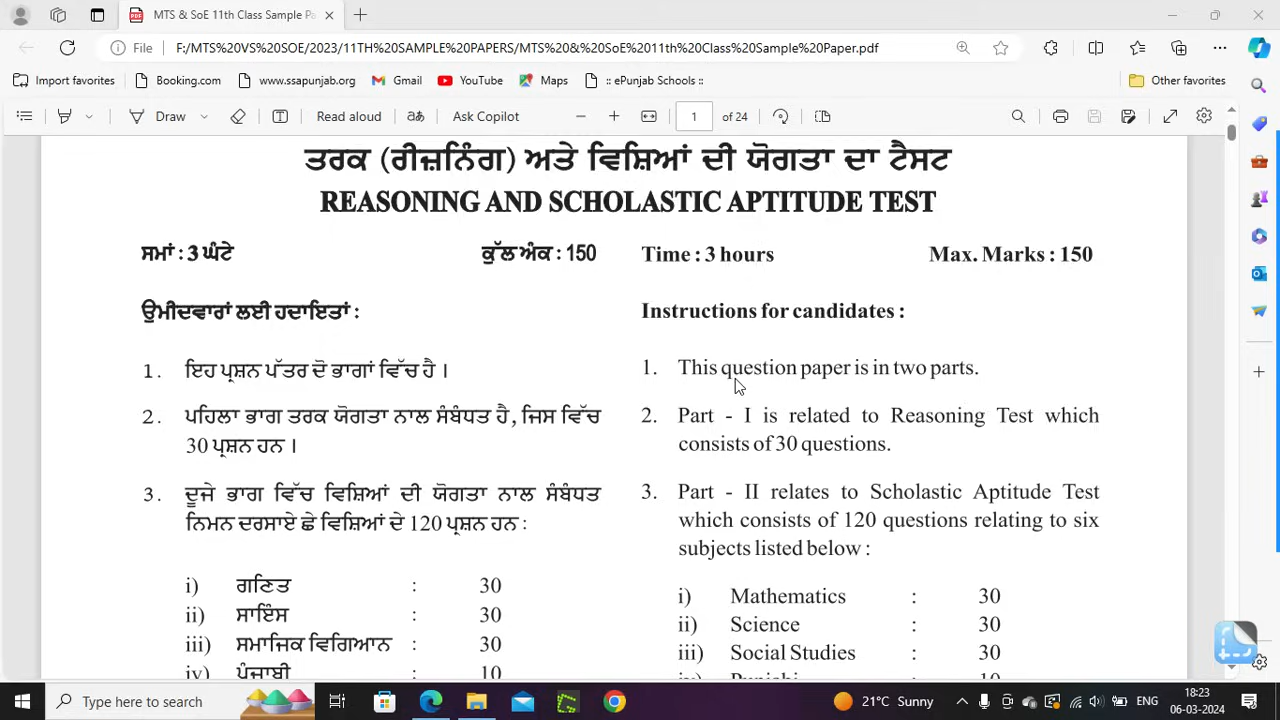 MTS & SoE 11th Class Sample Pa
File
F:/MTS%20VS%20SOE/2023/11TH%20SAMPLE%20PAPERS/MTS%20&%20SoE%2011th%20Class%20Sample%20Paper.pdf
Import favorites
Booking.com
www.ssapunjab.org
Gmail
YouTube
Maps
:: ePunjab Schools ::
Other favorites
Draw
Read aloud
aあ
Ask Copilot
1 of 24
ਤਰਕ (ਰੀਜ਼ਨਿੰਗ) ਅਤੇ ਵਿਸ਼ਿਆਂ ਦੀ ਯੋਗਤਾ ਦਾ ਟੈਸਟ
REASONING AND SCHOLASTIC APTITUDE TEST
ਸਮਾਂ : 3 ਘੰਟੇ
ਕੁੱਲ ਅੰਕ : 150
ਉਮੀਦਵਾਰਾਂ ਲਈ ਹਦਾਇਤਾਂ :
1. ਇਹ ਪ੍ਰਸ਼ਨ ਪੱਤਰ ਦੋ ਭਾਗਾਂ ਵਿੱਚ ਹੈ ।
2. ਪਹਿਲਾ ਭਾਗ ਤਰਕ ਯੋਗਤਾ ਨਾਲ ਸੰਬੰਧਤ ਹੈ, ਜਿਸ ਵਿੱਚ
30 ਪ੍ਰਸ਼ਨ ਹਨ ।
3. ਦੂਜੇ ਭਾਗ ਵਿੱਚ ਵਿਸ਼ਿਆਂ ਦੀ ਯੋਗਤਾ ਨਾਲ ਸੰਬੰਧਤ
ਨਿਮਨ ਦਰਸਾਏ ਛੇ ਵਿਸ਼ਿਆਂ ਦੇ 120 ਪ੍ਰਸ਼ਨ ਹਨ :
i) ਗਣਿਤ : 30
ii) ਸਾਇੰਸ : 30
iii) ਸਮਾਜਿਕ ਵਿਗਿਆਨ : 30
iv) ਪੰਜਾਬੀ : 10
Time : 3 hours
Max. Marks : 150
Instructions for candidates :
1. This question paper is in two parts.
2. Part - I is related to Reasoning Test which
consists of 30 questions.
3. Part - II relates to Scholastic Aptitude Test
which consists of 120 questions relating to six
subjects listed below :
i) Mathematics : 30
ii) Science : 30
iii) Social Studies : 30
iv) Punjabi : 10
Type here to search
21°C Sunny
ENG
18:23
06-03-2024